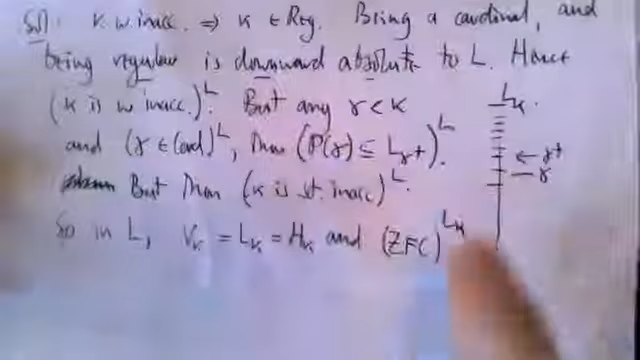 Sol: κ w. inacc. ⇒ κ ∈ Reg. Being a cardinal, and
being regular is downward absolute to L. Hence
(κ is w inacc.)^L. But any γ < κ
and (γ ∈ Card)^L, then (P(γ) ⊆ L_γ+)^L.
But then (κ is st. inacc.)^L.
So in L, V_κ = L_κ = H_κ and (ZFC)^L_κ
L_κ.
← γ+
— γ